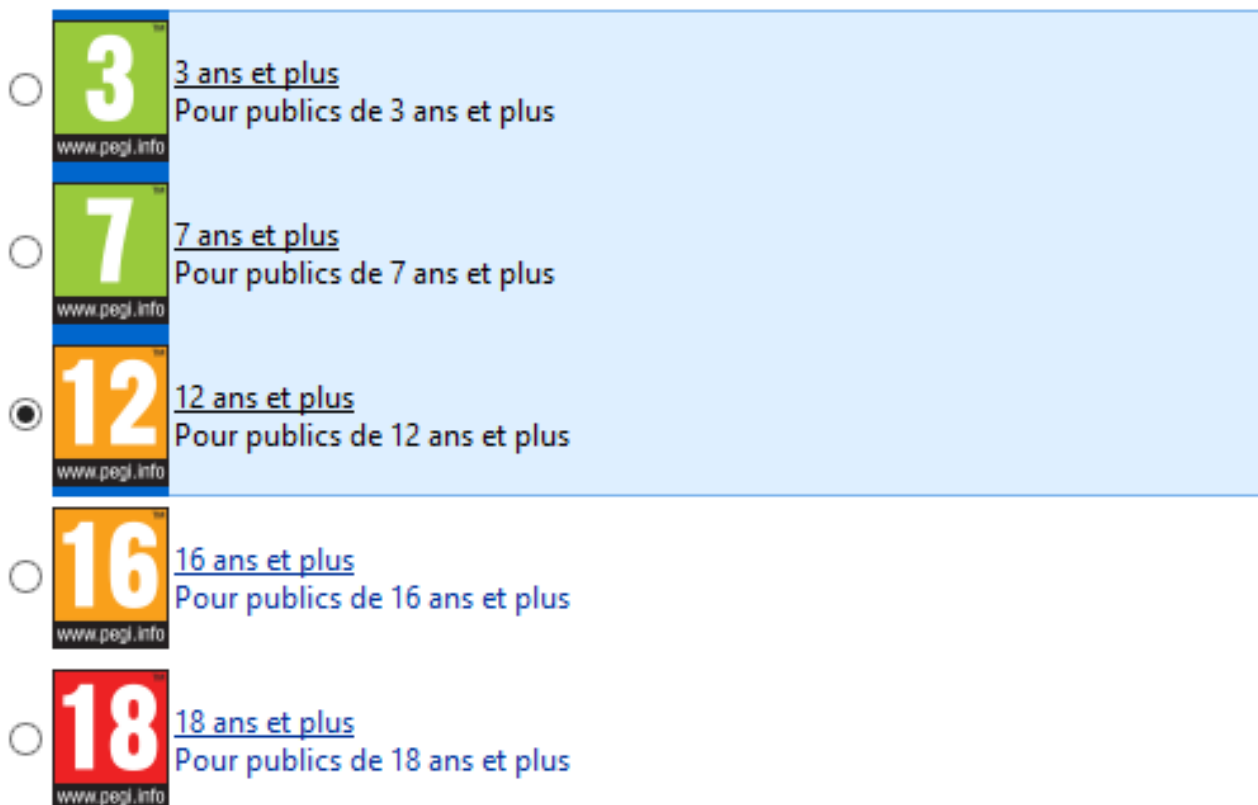 3
www.pegi.info
3 ans et plus
Pour publics de 3 ans et plus
7
www.pegi.info
7 ans et plus
Pour publics de 7 ans et plus
12
www.pegi.info
12 ans et plus
Pour publics de 12 ans et plus
16
www.pegi.info
16 ans et plus
Pour publics de 16 ans et plus
18
www.pegi.info
18 ans et plus
Pour publics de 18 ans et plus